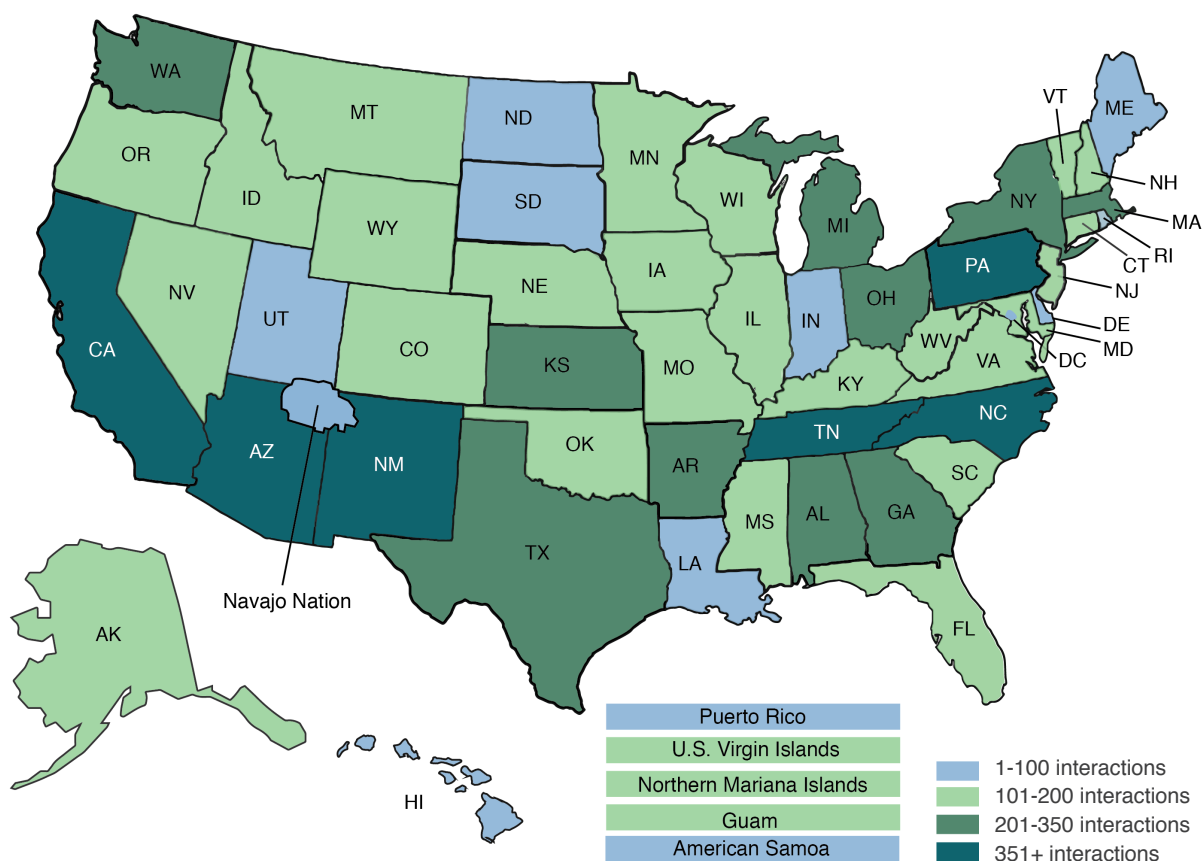 WA
MT
ND
MN
VT
ME
OR
ID
SD
WI
MI
NY
NH
MA
WY
RI
CT
NV
NE
IA
PA
NJ
UT
CO
IL
IN
OH
DE
MD
DC
CA
KS
MO
WV
VA
KY
AZ
NM
OK
AR
TN
NC
SC
MS
AL
GA
TX
LA
Navajo Nation
AK
FL
HI
Puerto Rico
U.S. Virgin Islands
Northern Mariana Islands
Guam
American Samoa
1-100 interactions
101-200 interactions
201-350 interactions
351+ interactions